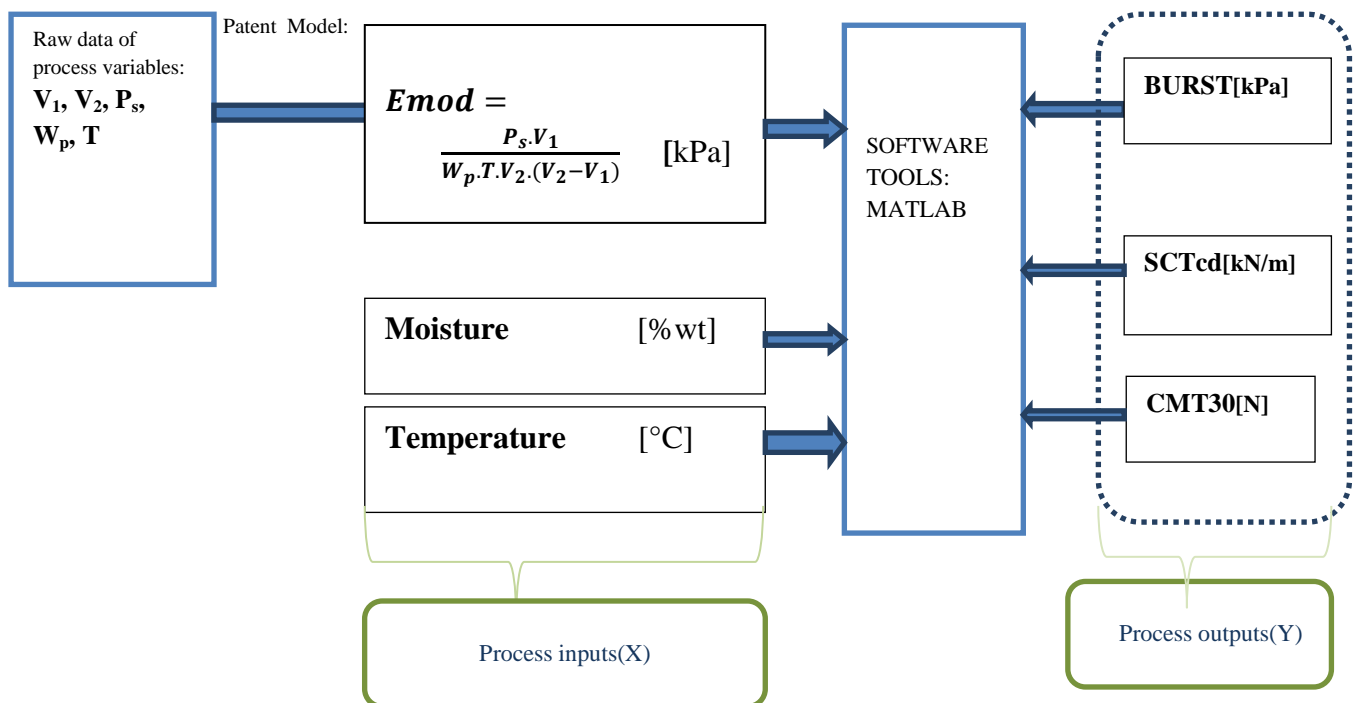 Raw data of
process variables:
V₁, V₂, Pₛ,
Wₚ, T
Patent Model:
Emod =
Pₛ.V₁
Wₚ.T.V₂.(V₂−V₁)
[kPa]
Moisture [%wt]
Temperature [°C]
SOFTWARE
TOOLS:
MATLAB
BURST[kPa]
SCTcd[kN/m]
CMT30[N]
Process inputs(X)
Process outputs(Y)